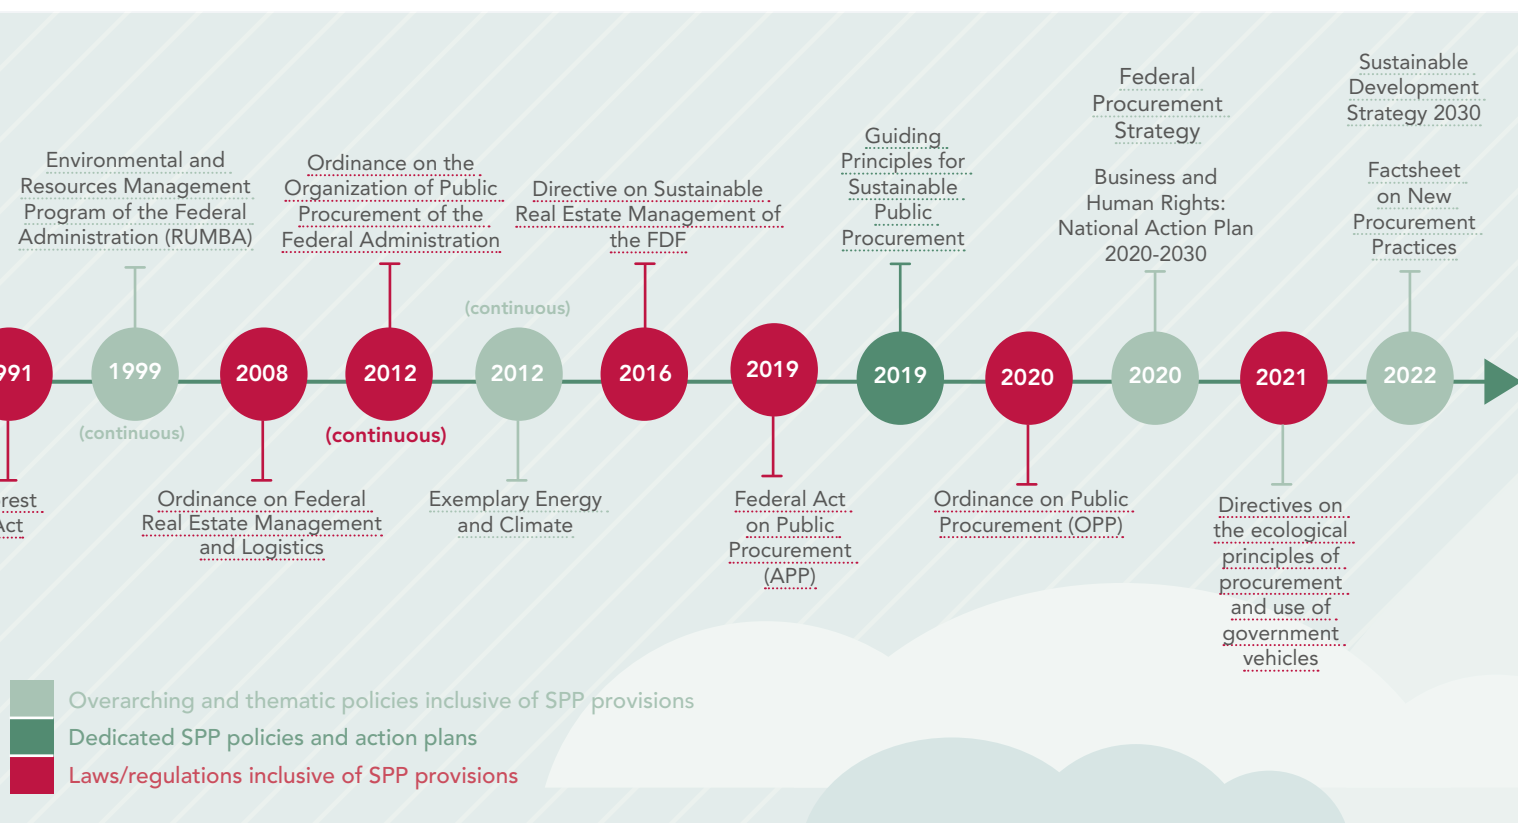 Environmental and
Resources Management
Program of the Federal
Administration (RUMBA)
Ordinance on the
Organization of Public
Procurement of the
Federal Administration
Directive on Sustainable
Real Estate Management of
the FDF
Guiding
Principles for
Sustainable
Public
Procurement
Federal
Procurement
Strategy
Business and
Human Rights:
National Action Plan
2020-2030
Sustainable
Development
Strategy 2030
Factsheet
on New
Procurement
Practices
(continuous)
991
1999
2008
2012
2012
2016
2019
2019
2020
2020
2021
2022
(continuous)
(continuous)
rest
Act
Ordinance on Federal
Real Estate Management
and Logistics
Exemplary Energy
and Climate
Federal Act
on Public
Procurement
(APP)
Ordinance on Public
Procurement (OPP)
Directives on
the ecological
principles of
procurement
and use of
government
vehicles
Overarching and thematic policies inclusive of SPP provisions
Dedicated SPP policies and action plans
Laws/regulations inclusive of SPP provisions